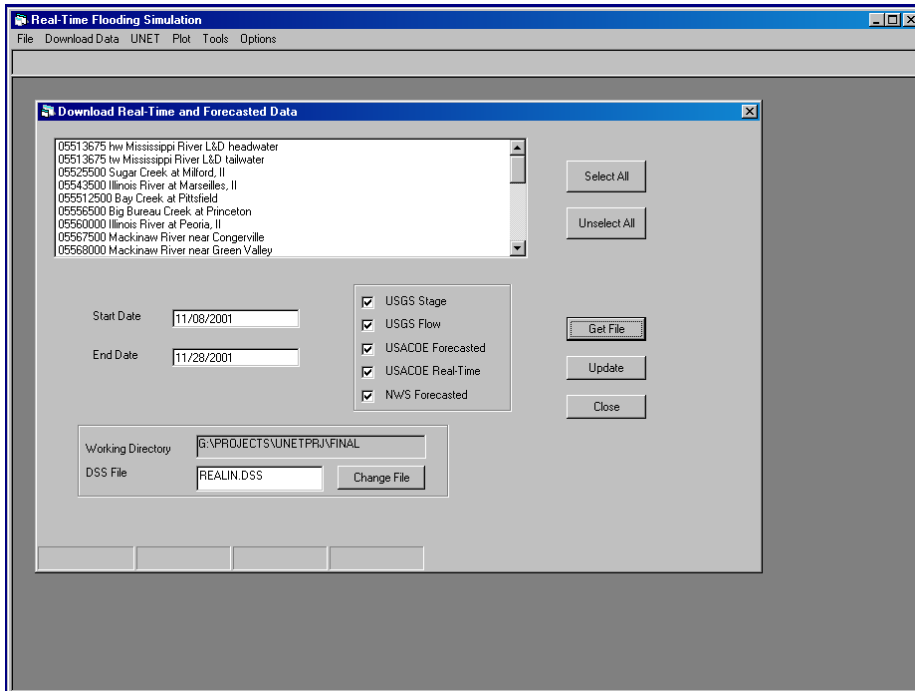 Real-Time Flooding Simulation
File Download Data UNET Plot Tools Options
Download Real-Time and Forecasted Data
05513675 hw Mississippi River L&D headwater
05513675 tw Mississippi River L&D tailwater
05525500 Sugar Creek at Milford, Il
05543500 Illinois River at Marseilles, Il
055512500 Bay Creek at Pittsfield
05556500 Big Bureau Creek at Princeton
05560000 Illinois River at Peoria, Il
05567500 Mackinaw River near Congerville
05568000 Mackinaw River near Green Valley
Select All
Unselect All
Start Date 11/08/2001
End Date 11/28/2001
USGS Stage
USGS Flow
USACOE Forecasted
USACOE Real-Time
NWS Forecasted
Get File
Update
Close
Working Directory G:\PROJECTS\UNETPRJ\FINAL
DSS File REALIN.DSS Change File